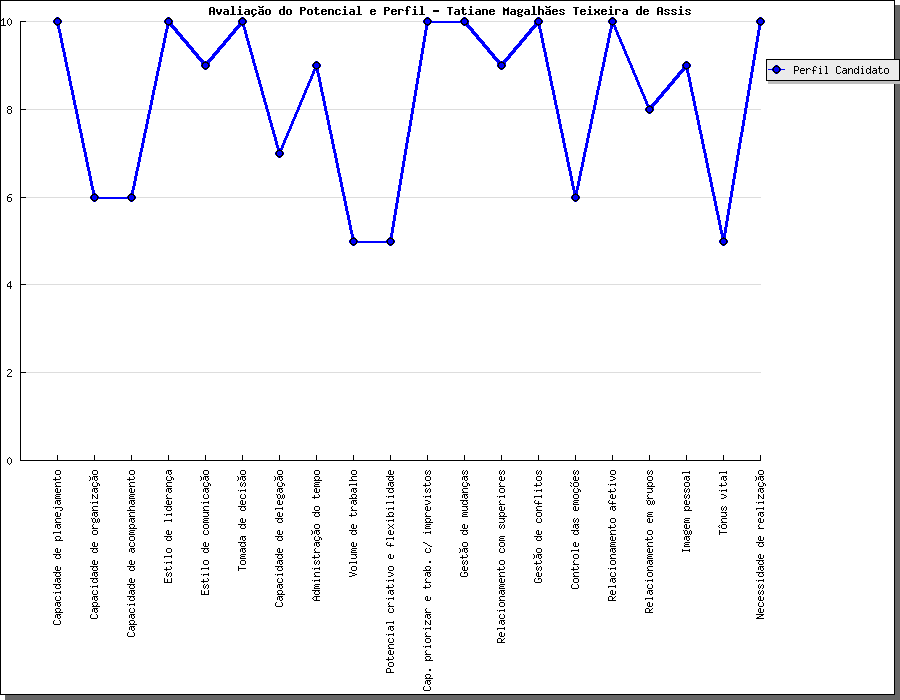 Avaliação do Potencial e Perfil - Tatiane Magalhães Teixeira de Assis
10
8
6
4
2
0
Perfil Candidato
Capacidade de planejamento
Capacidade de organização
Capacidade de acompanhamento
Estilo de liderança
Estilo de comunicação
Tomada de decisão
Capacidade de delegação
Administração do tempo
Volume de trabalho
Potencial criativo e flexibilidade
Cap. priorizar e trab. c/ imprevistos
Gestão de mudanças
Relacionamento com superiores
Gestão de conflitos
Controle das emoções
Relacionamento afetivo
Relacionamento em grupos
Imagem pessoal
Tônus vital
Necessidade de realização